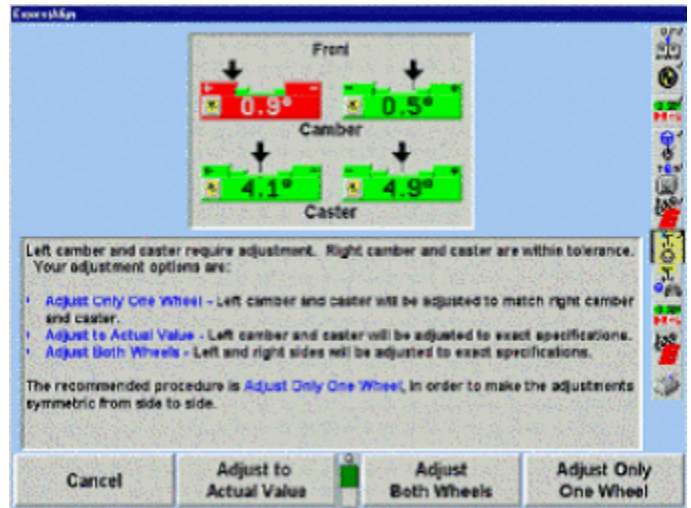 ExpressAlign
Front
0.9° 0.5°
Camber
4.1° 4.9°
Caster
Left camber and caster require adjustment. Right camber and caster are within tolerance.
Your adjustment options are:
Adjust Only One Wheel - Left camber and caster will be adjusted to match right camber
and caster.
Adjust to Actual Value - Left camber and caster will be adjusted to exact specifications.
Adjust Both Wheels - Left and right sides will be adjusted to exact specifications.
The recommended procedure is Adjust Only One Wheel, in order to make the adjustments
symmetric from side to side.
Cancel
Adjust to
Actual Value
Adjust
Both Wheels
Adjust Only
One Wheel